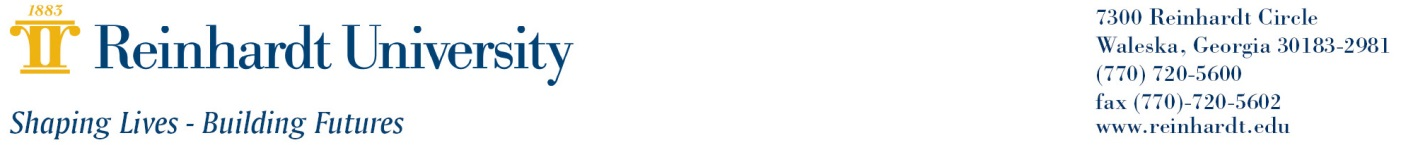 1883
Reinhardt University
Shaping Lives - Building Futures
7300 Reinhardt Circle
Waleska, Georgia 30183-2981
(770) 720-5600
fax (770)-720-5602
www.reinhardt.edu